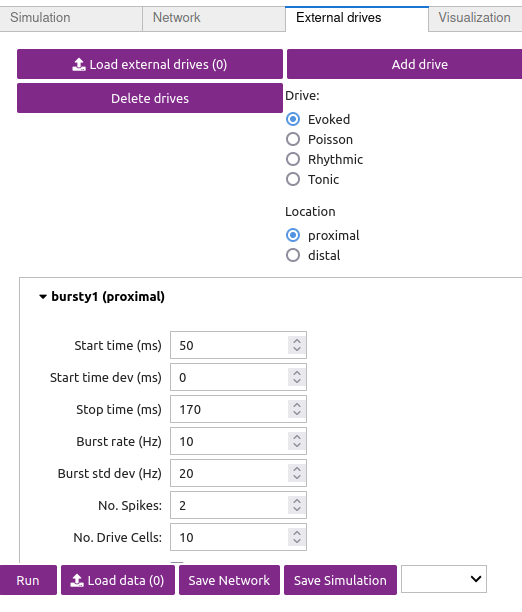 Simulation
Network
External drives
Visualization
Load external drives (0)
Add drive
Delete drives
Drive:
Evoked
Poisson
Rhythmic
Tonic
Location
proximal
distal
bursty1 (proximal)
Start time (ms) 50
Start time dev (ms) 0
Stop time (ms) 170
Burst rate (Hz) 10
Burst std dev (Hz) 20
No. Spikes: 2
No. Drive Cells: 10
Run
Load data (0)
Save Network
Save Simulation